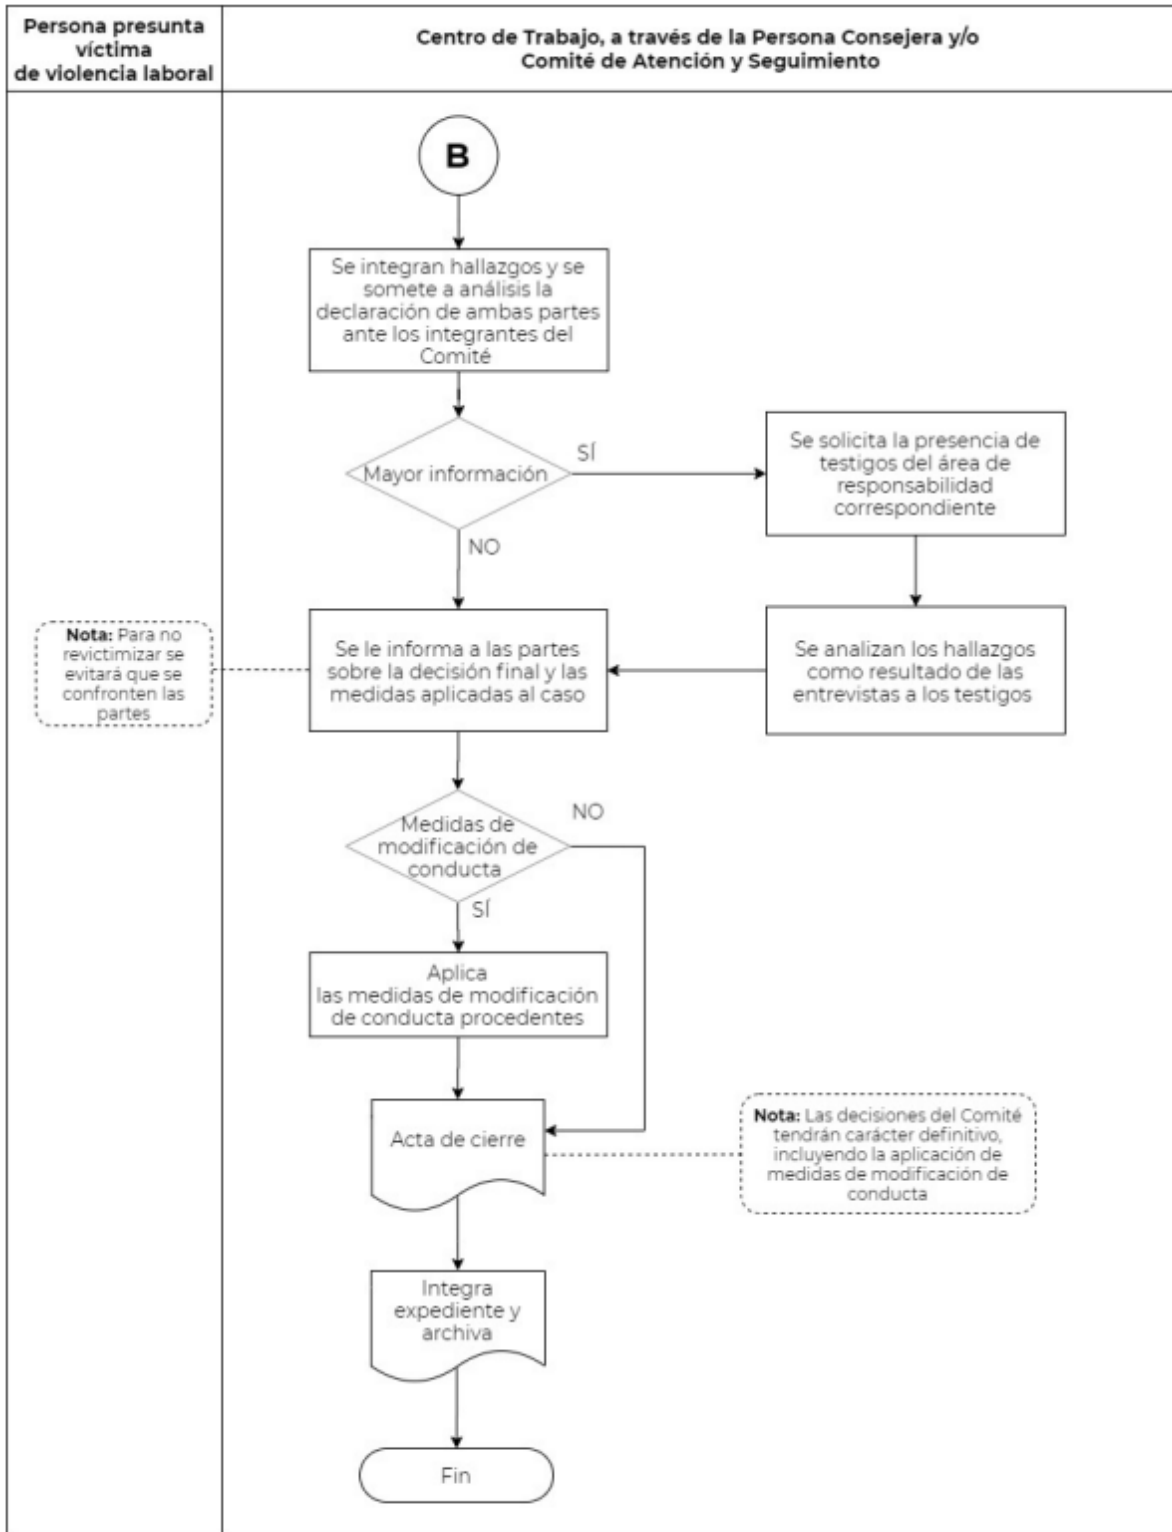 Persona presunta
víctima
de violencia laboral
Centro de Trabajo, a través de la Persona Consejera y/o
Comité de Atención y Seguimiento
B
Se integran hallazgos y se
somete a análisis la
declaración de ambas partes
ante los integrantes del
Comité
Mayor información
SÍ
Se solicita la presencia de
testigos del área de
responsabilidad
correspondiente
NO
Nota: Para no
revictimizar se
evitará que se
confronten las
partes
Se le informa a las partes
sobre la decisión final y las
medidas aplicadas al caso
Se analizan los hallazgos
como resultado de las
entrevistas a los testigos
Medidas de
modificación de
conducta
NO
SÍ
Aplica
las medidas de modificación
de conducta procedentes
Acta de cierre
Nota: Las decisiones del Comité
tendrán carácter definitivo,
incluyendo la aplicación de
medidas de modificación de
conducta
Integra
expediente y
archiva
Fin